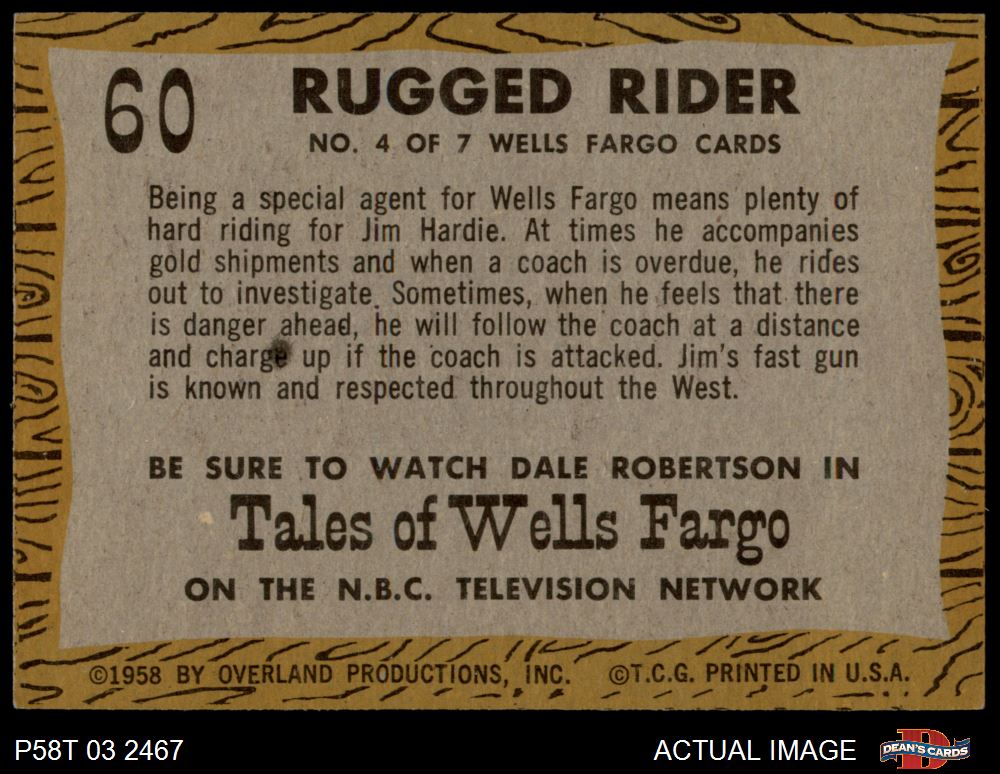 60
RUGGED RIDER
NO. 4 OF 7 WELLS FARGO CARDS
Being a special agent for Wells Fargo means plenty of
hard riding for Jim Hardie. At times he accompanies
gold shipments and when a coach is overdue, he rides
out to investigate. Sometimes, when he feels that there
is danger ahead, he will follow the coach at a distance
and charge up if the coach is attacked. Jim's fast gun
is known and respected throughout the West.
BE SURE TO WATCH DALE ROBERTSON IN
Tales of Wells Fargo
ON THE N.B.C. TELEVISION NETWORK
©1958 BY OVERLAND PRODUCTIONS, INC. ©T.C.G. PRINTED IN U.S.A.
P58T 03 2467 ACTUAL IMAGE DEAN'S CARDS